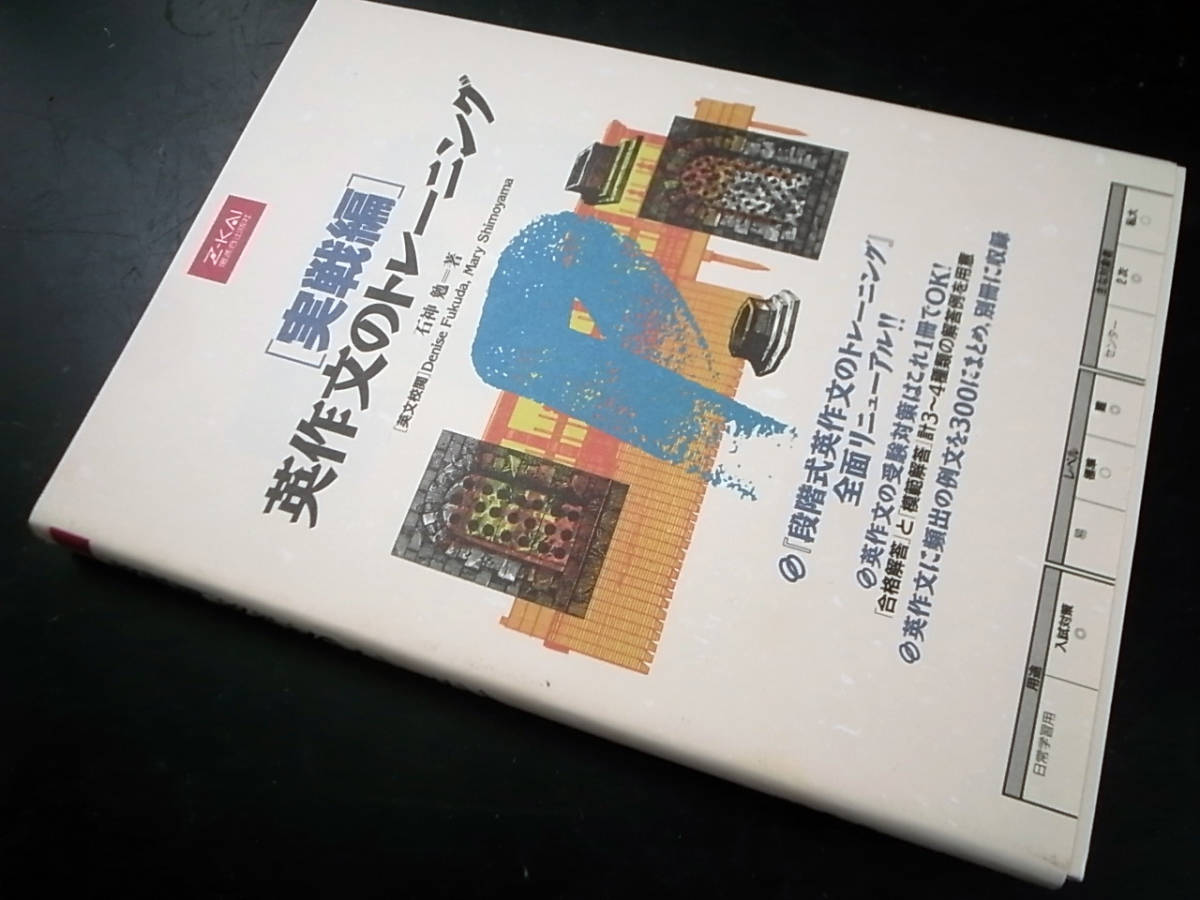 Z-KAI
[実戦編]
英作文のトレーニング
石神 勉=著
[英文校閲]Denise Fukuda, Mary Shimoyama
『段階式英作文のトレーニング』
全面リニューアル!!
英作文の受験対策はこれ1冊でOK!
「合格解答」と「模範解答」計3〜4種類の解答例を用意
英作文に頻出の例文を300にまとめ,別冊に収録
用途
レベル
日常学習用
入試対策
◎
易
標準
○
難
◎
センター
2次
◎
私大
○